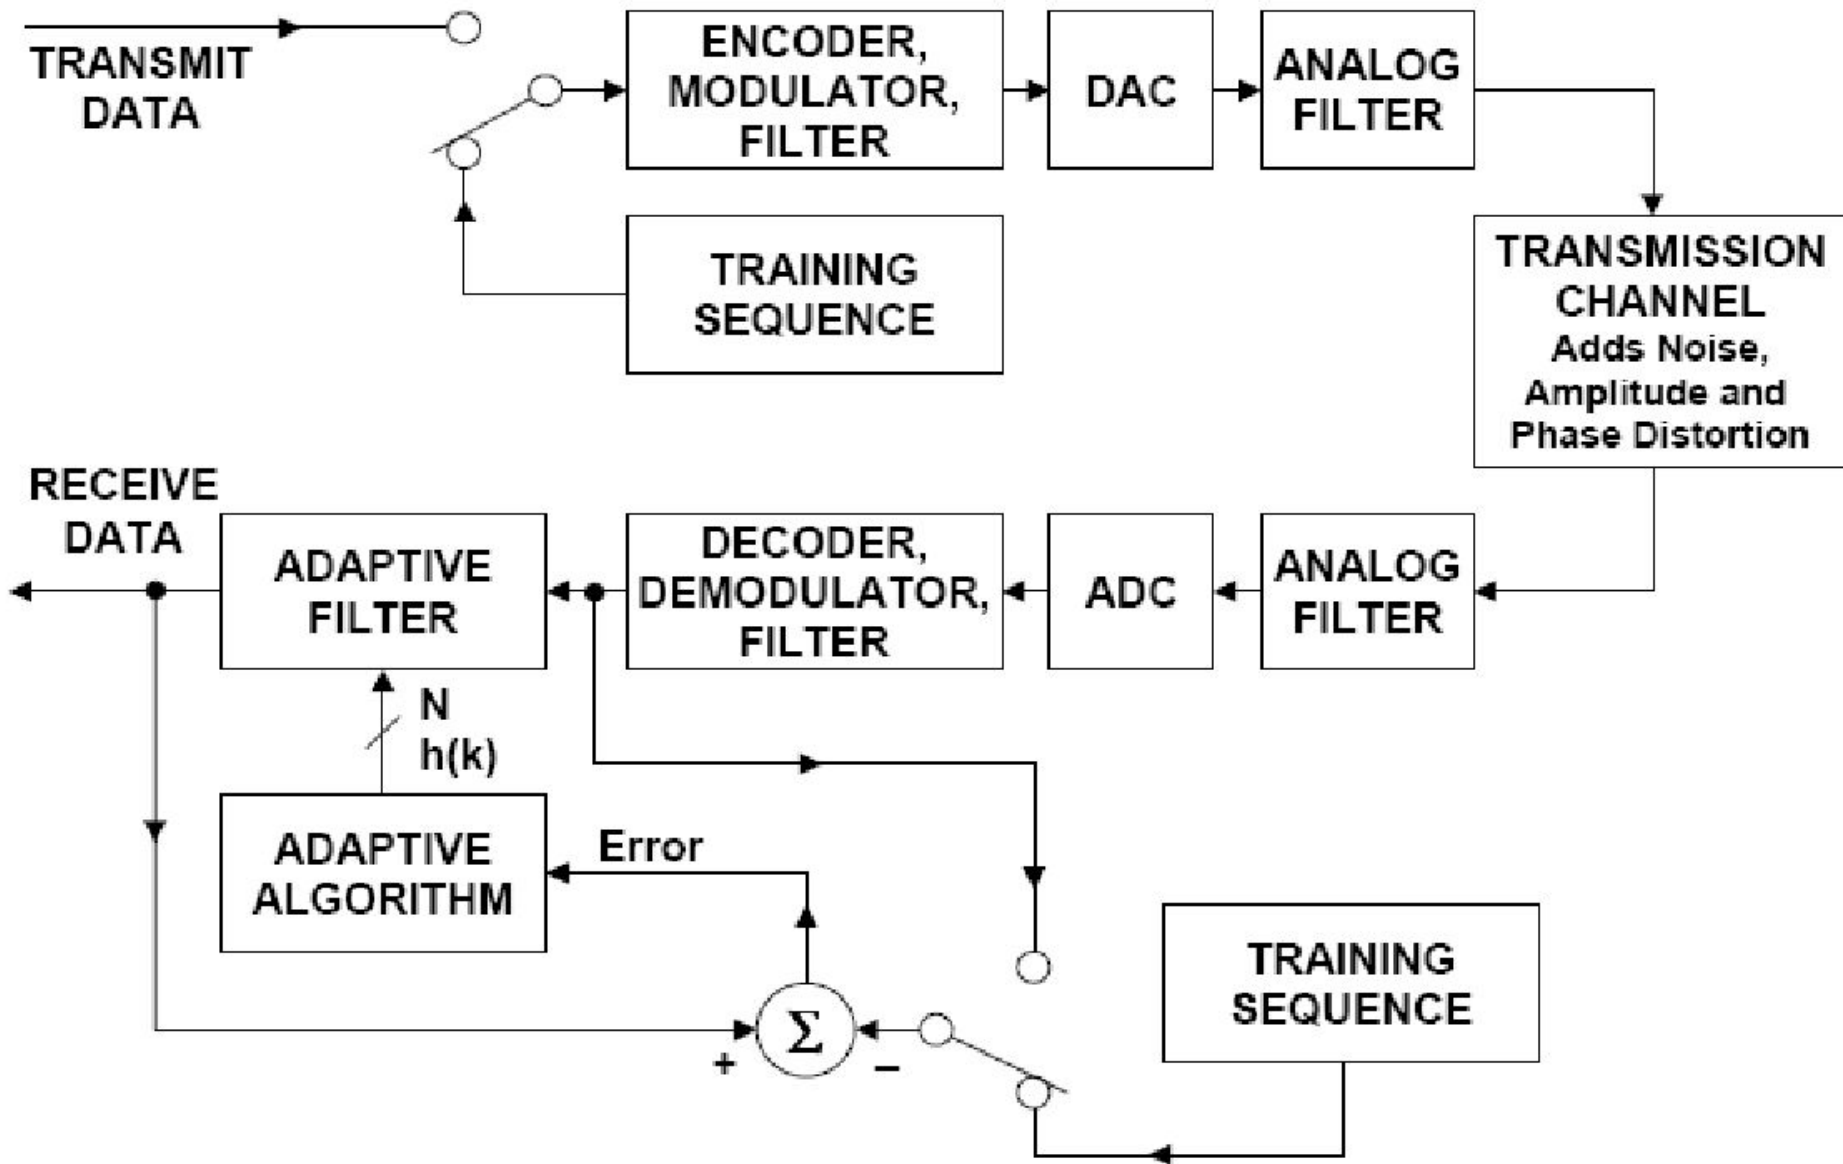 TRANSMIT
DATA
ENCODER,
MODULATOR,
FILTER
DAC
ANALOG
FILTER
TRAINING
SEQUENCE
TRANSMISSION
CHANNEL
Adds Noise,
Amplitude and
Phase Distortion
RECEIVE
DATA
ADAPTIVE
FILTER
DECODER,
DEMODULATOR,
FILTER
ADC
ANALOG
FILTER
N
h(k)
ADAPTIVE
ALGORITHM
Error
TRAINING
SEQUENCE
Σ
+
–